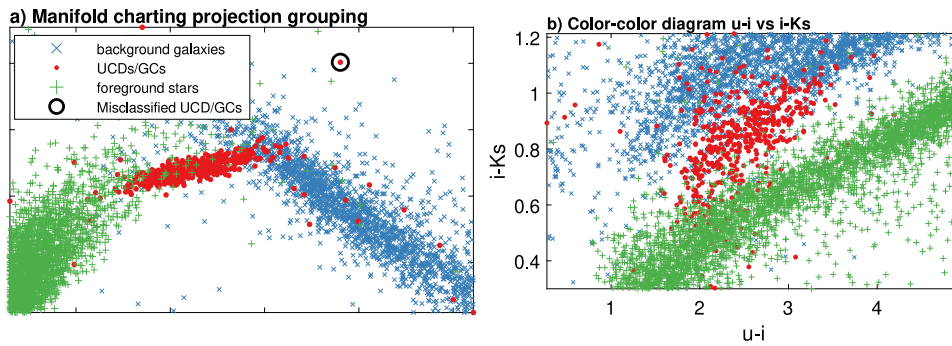 a) Manifold charting projection grouping
background galaxies
UCDs/GCs
foreground stars
Misclassified UCD/GCs
b) Color-color diagram u-i vs i-Ks
1.2
1
0.8
0.6
0.4
i-Ks
1 2 3 4
u-i